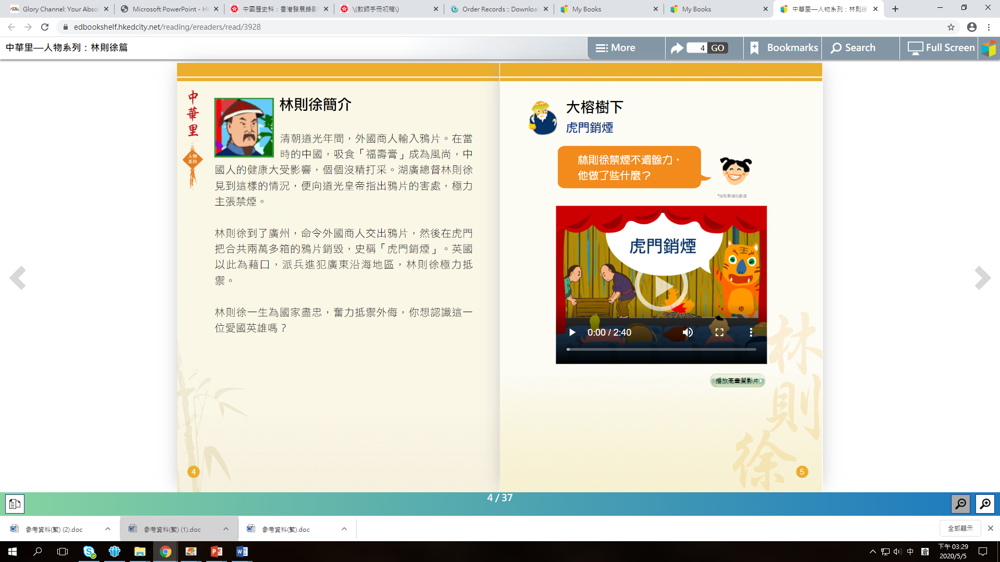 Glory Channel: Your Absol
Microsoft PowerPoint - H
中國歷史科：香港發展錄影
\(教師手冊初稿\)
Order Records :: Downloa
My Books
My Books
中華里—人物系列：林則徐
edbookshelf.hkedcity.net/reading/ereaders/read/3928
中華里—人物系列：林則徐篇
More
4 GO
Bookmarks
Search
Full Screen
中華里
人物
系列
林則徐簡介
清朝道光年間，外國商人輸入鴉片。在當
時的中國，吸食「福壽膏」成為風尚，中
國人的健康大受影響，個個沒精打采。湖廣總督林則徐
見到這樣的情況，便向道光皇帝指出鴉片的害處，極力
主張禁煙。
林則徐到了廣州，命令外國商人交出鴉片，然後在虎門
把合共兩萬多箱的鴉片銷毀，史稱「虎門銷煙」。英國
以此為藉口，派兵進犯廣東沿海地區，林則徐極力抵
禦。
林則徐一生為國家盡忠，奮力抵禦外侮，你想認識這一
位愛國英雄嗎？
4
大榕樹下
虎門銷煙
林則徐禁煙不遺餘力，
他做了些什麼？
*請點擊播放動畫
虎門銷煙
0:00 / 2:40
播放高畫質影片
林則徐
5
4 / 37
參考資料(繁) (2).doc
參考資料(繁) (1).doc
參考資料(繁).doc
全部顯示
中
倉
下午 03:29
2020/5/5